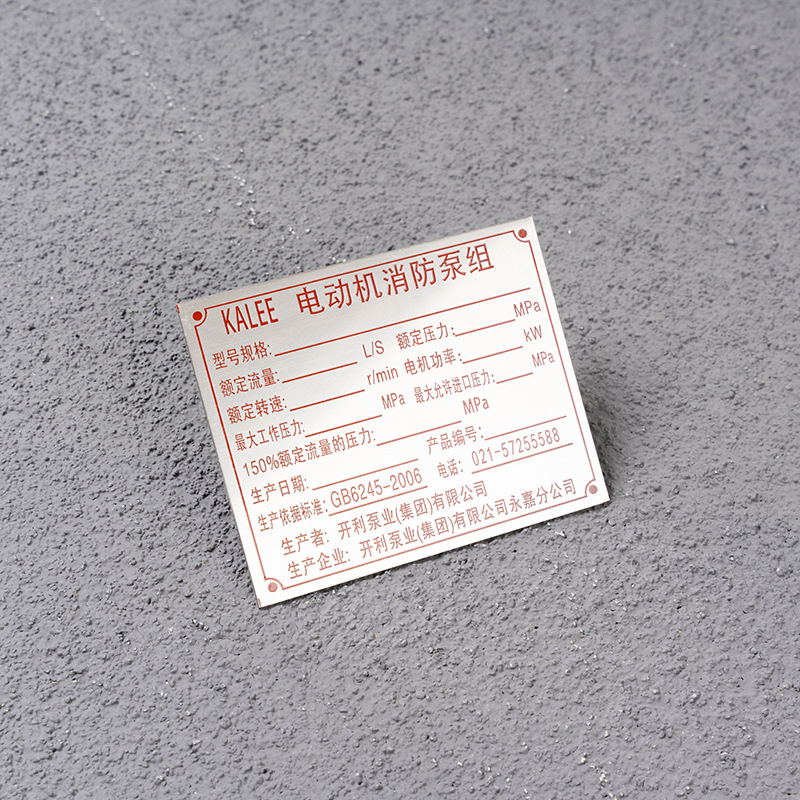 KALEE 电动机消防泵组
型号规格:
额定流量: L/S 额定压力: MPa
额定转速: r/min 电机功率: kW
最大工作压力: MPa 最大允许进口压力: MPa
150%额定流量的压力: MPa
生产日期: 产品编号:
生产依据标准: GB6245-2006 电话: 021-57255588
生产者: 开利泵业(集团)有限公司
生产企业: 开利泵业(集团)有限公司永嘉分公司